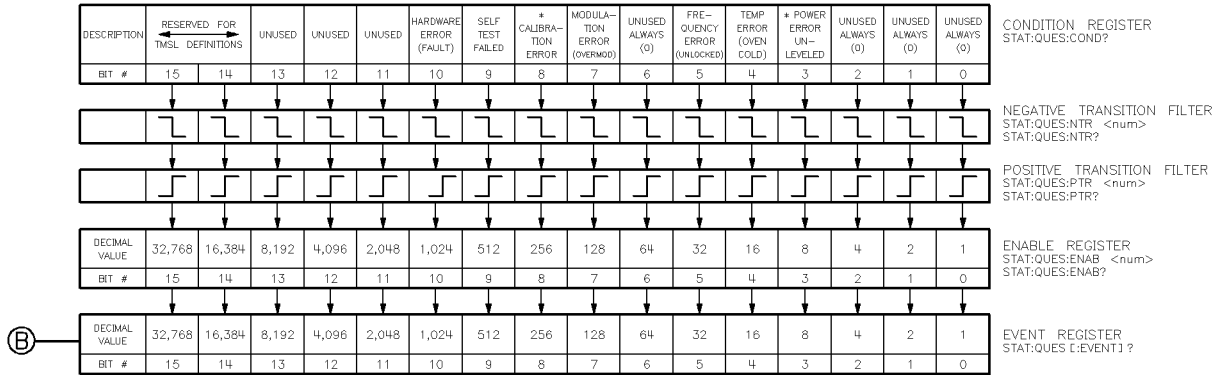 DESCRIPTION RESERVED FOR TMSL DEFINITIONS UNUSED UNUSED UNUSED HARDWARE ERROR (FAULT) SELF TEST FAILED * CALIBRA- TION ERROR MODULA- TION ERROR (OVERMOD) UNUSED ALWAYS (0) FRE- QUENCY ERROR (UNLOCKED) TEMP ERROR (OVEN COLD) * POWER ERROR UN- LEVELED UNUSED ALWAYS (0) UNUSED ALWAYS (0) UNUSED ALWAYS (0)
CONDITION REGISTER
STAT:QUES:COND?
BIT # 15 14 13 12 11 10 9 8 7 6 5 4 3 2 1 0
NEGATIVE TRANSITION FILTER
STAT:QUES:NTR <num>
STAT:QUES:NTR?
POSITIVE TRANSITION FILTER
STAT:QUES:PTR <num>
STAT:QUES:PTR?
DECIMAL VALUE 32,768 16,384 8,192 4,096 2,048 1,024 512 256 128 64 32 16 8 4 2 1
BIT # 15 14 13 12 11 10 9 8 7 6 5 4 3 2 1 0
ENABLE REGISTER
STAT:QUES:ENAB <num>
STAT:QUES:ENAB?
B
DECIMAL VALUE 32,768 16,384 8,192 4,096 2,048 1,024 512 256 128 64 32 16 8 4 2 1
BIT # 15 14 13 12 11 10 9 8 7 6 5 4 3 2 1 0
EVENT REGISTER
STAT:QUES [:EVENT] ?